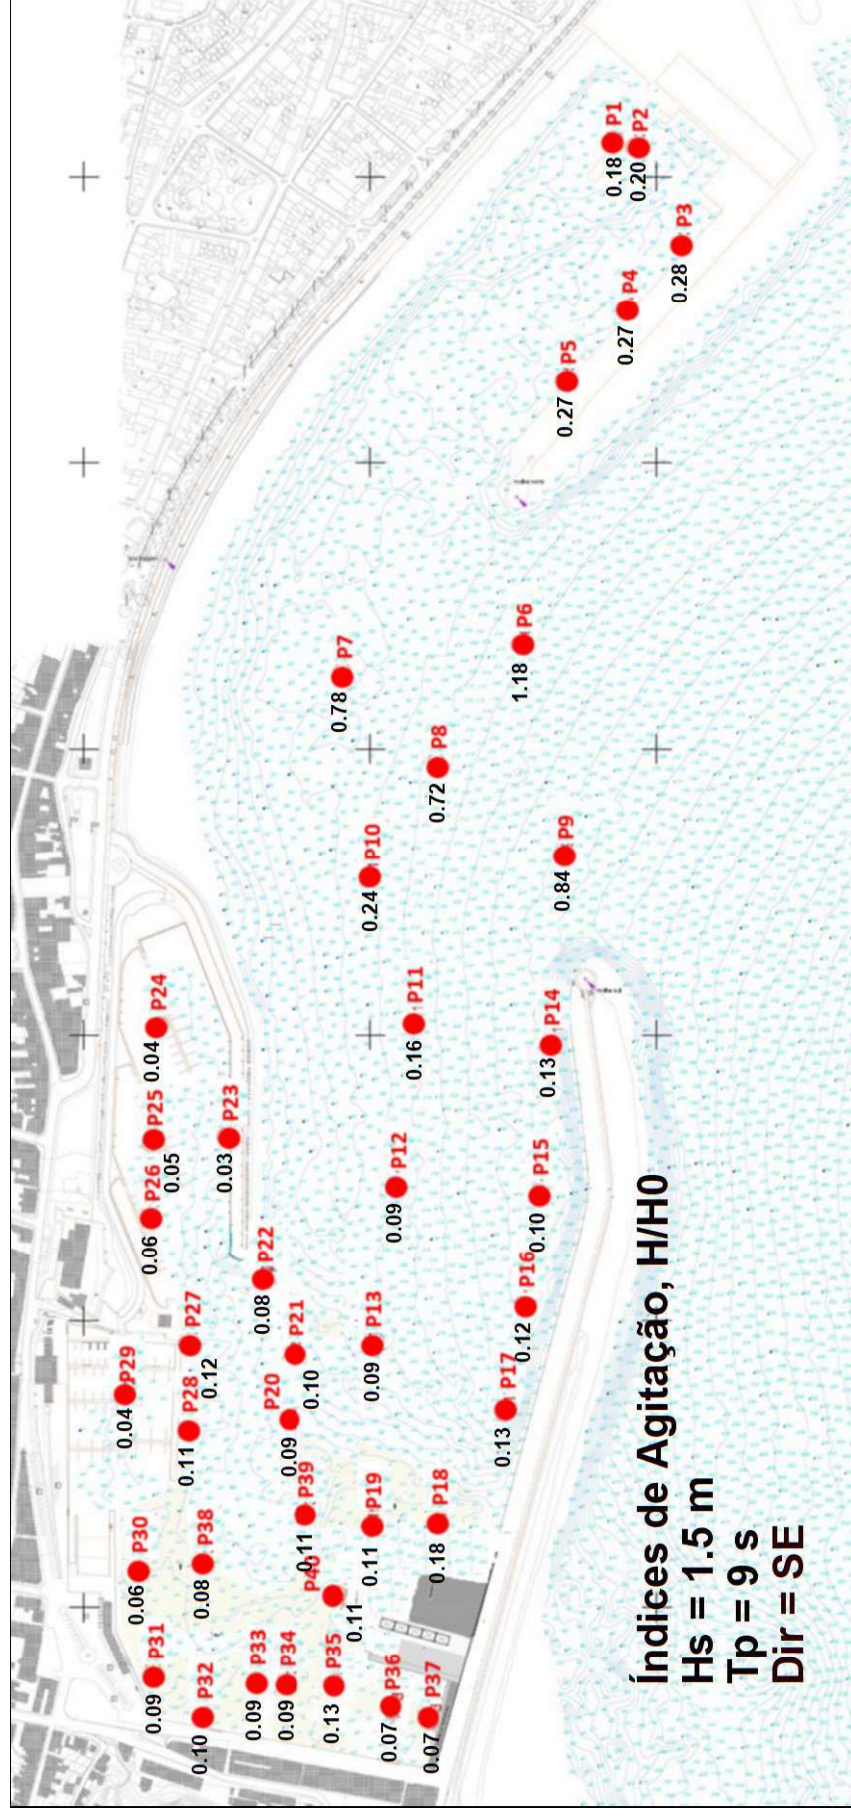 P31
0.09
P30
0.06
P29
0.04
P26
0.06
P25
0.05
P24
0.04
P32
0.10
P38
0.08
P28
0.11
P27
0.12
P23
0.03
P33
0.09
P34
0.09
P39
0.11
P20
0.09
P21
0.10
P22
0.08
P35
0.13
P40
0.11
P19
0.11
P13
0.09
P12
0.09
P10
0.24
P7
0.78
P36
0.07
P37
0.07
P18
0.18
P11
0.16
P8
0.72
P17
0.13
P16
0.12
P15
0.10
P14
0.13
P9
0.84
P6
1.18
P5
0.27
P4
0.27
P1
0.18
P2
0.20
P3
0.28
Índices de Agitação, H/H0
Hs = 1.5 m
Tp = 9 s
Dir = SE